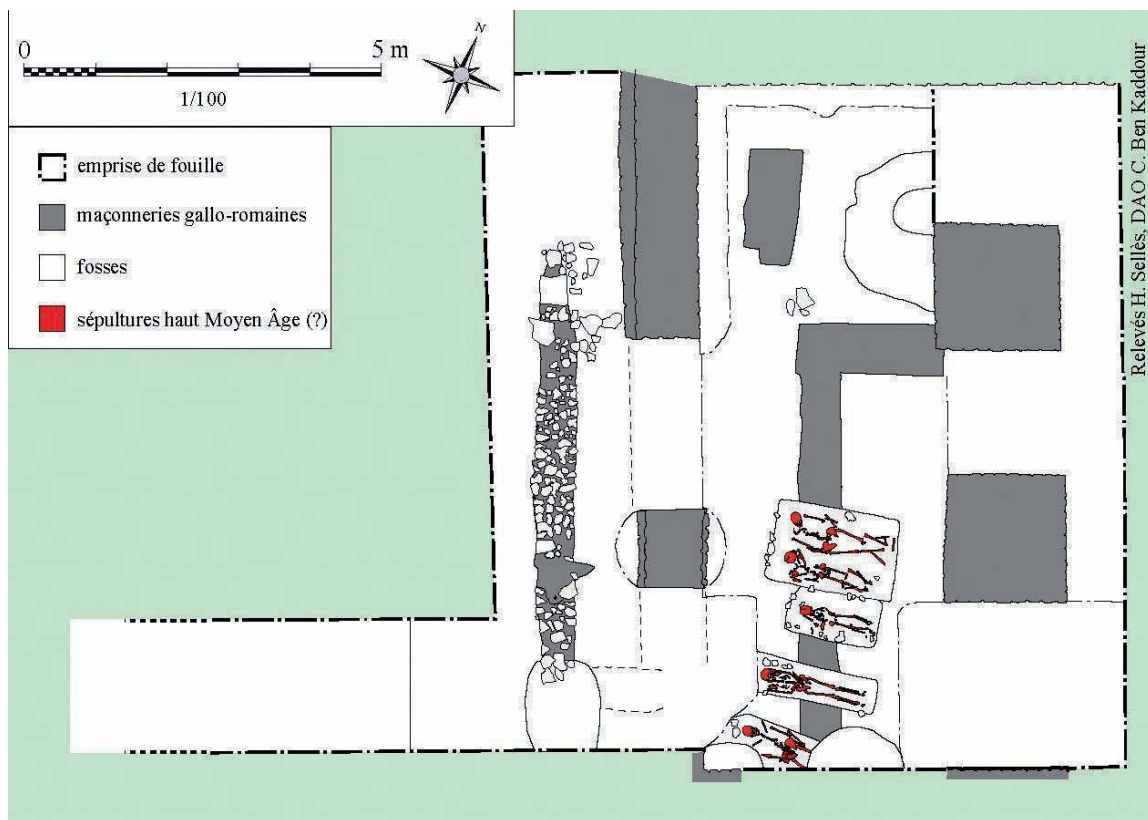 0 5 m
N
1/100
emprise de fouille
maçonneries gallo-romaines
fosses
sépultures haut Moyen Âge (?)
Relevés H. Sellès, DAO C. Ben Kaddour